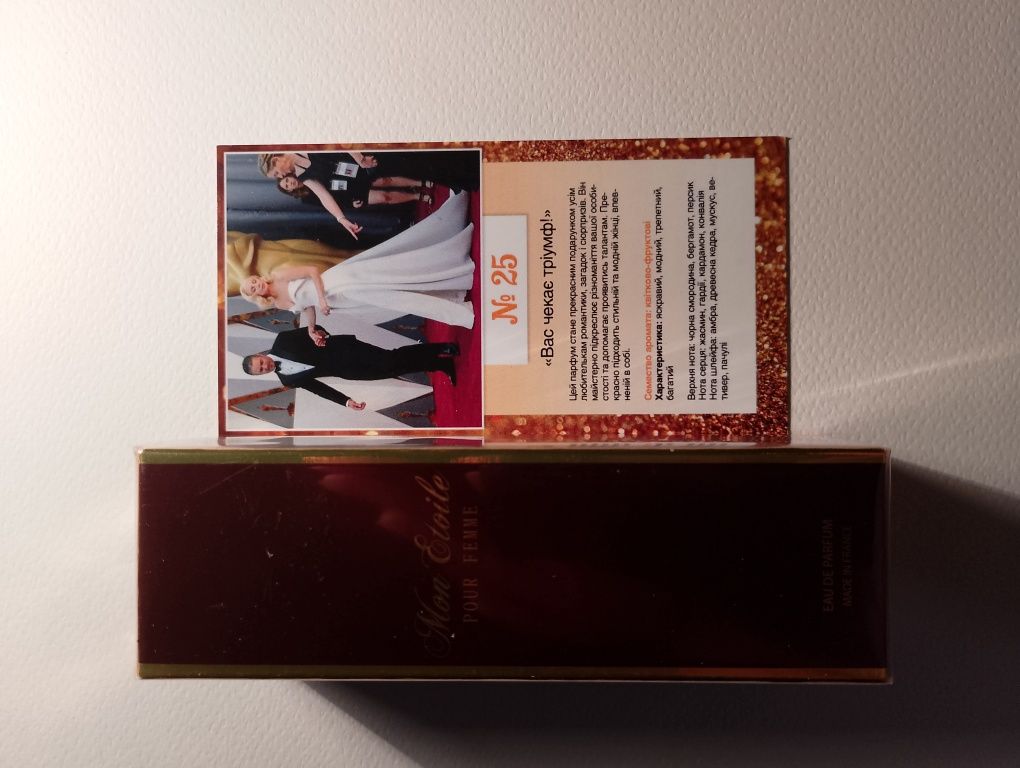 № 25
«Вас чекає тріумф!»
Цей парфум стане прекрасним подарунком усім
любителькам романтики, загадок і сюрпризів. Він
майстерно підкреслює різноманіття вашої особи-
стості та допомагає проявитись талантам. Пре-
красно підходить стильній та модній жінці, впев-
неній в собі.
Семество аромата: квітково-фруктові
Характеристика: яскравий, модний, трепетний,
багатий
Верхня нота: чорна смородина, бергамот, персик
Нота серця: жасмин, гардії, кардамон, конвалія
Нота шлейфа: амбра, древесна кедра, мускус, ве-
тивер, пачулі
Mon Etoile
POUR FEMME
EAU DE PARFUM
MADE IN FRANCE